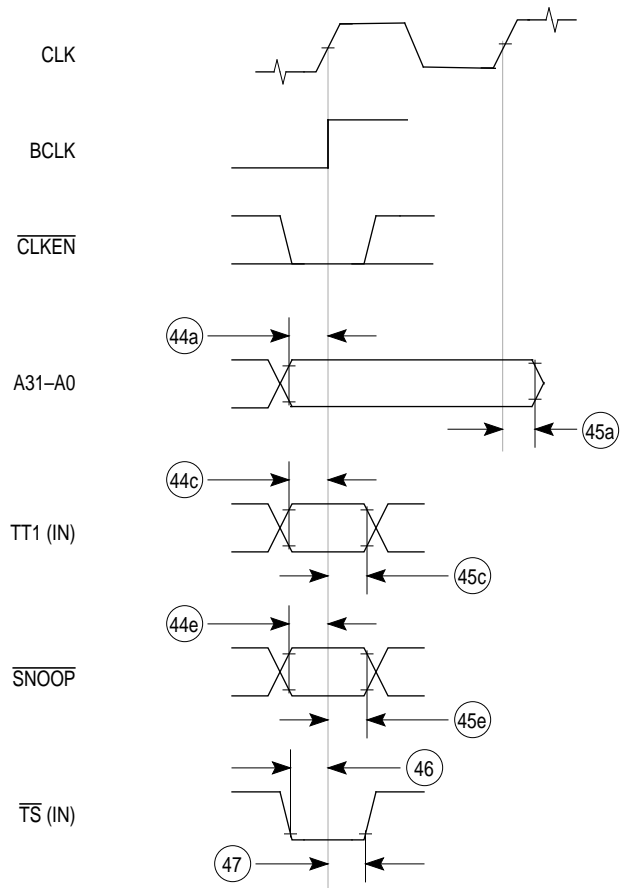 CLK
BCLK
CLKEN
44a
A31–A0
45a
44c
TT1 (IN)
45c
44e
SNOOP
45e
46
TS (IN)
47